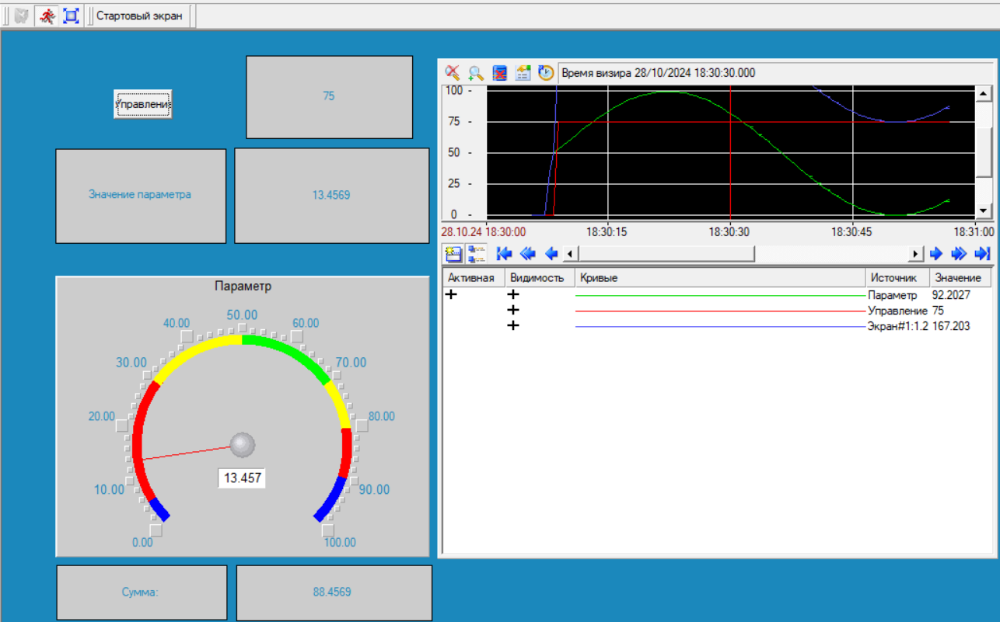 Стартовый экран
Управление
75
Значение параметра
13.4569
Параметр
0.00
10.00
20.00
30.00
40.00
50.00
60.00
70.00
80.00
90.00
100.00
13.457
Сумма:
88.4569
Время визира 28/10/2024 18:30:30.000
100 -
75 -
50 -
25 -
0 -
28.10.24 18:30:00 18:30:15 18:30:30 18:30:45 18:31:00
Активная Видимость Кривые Источник Значение
Параметр 92.2027
Управление 75
Экран#1:1.2 167.203